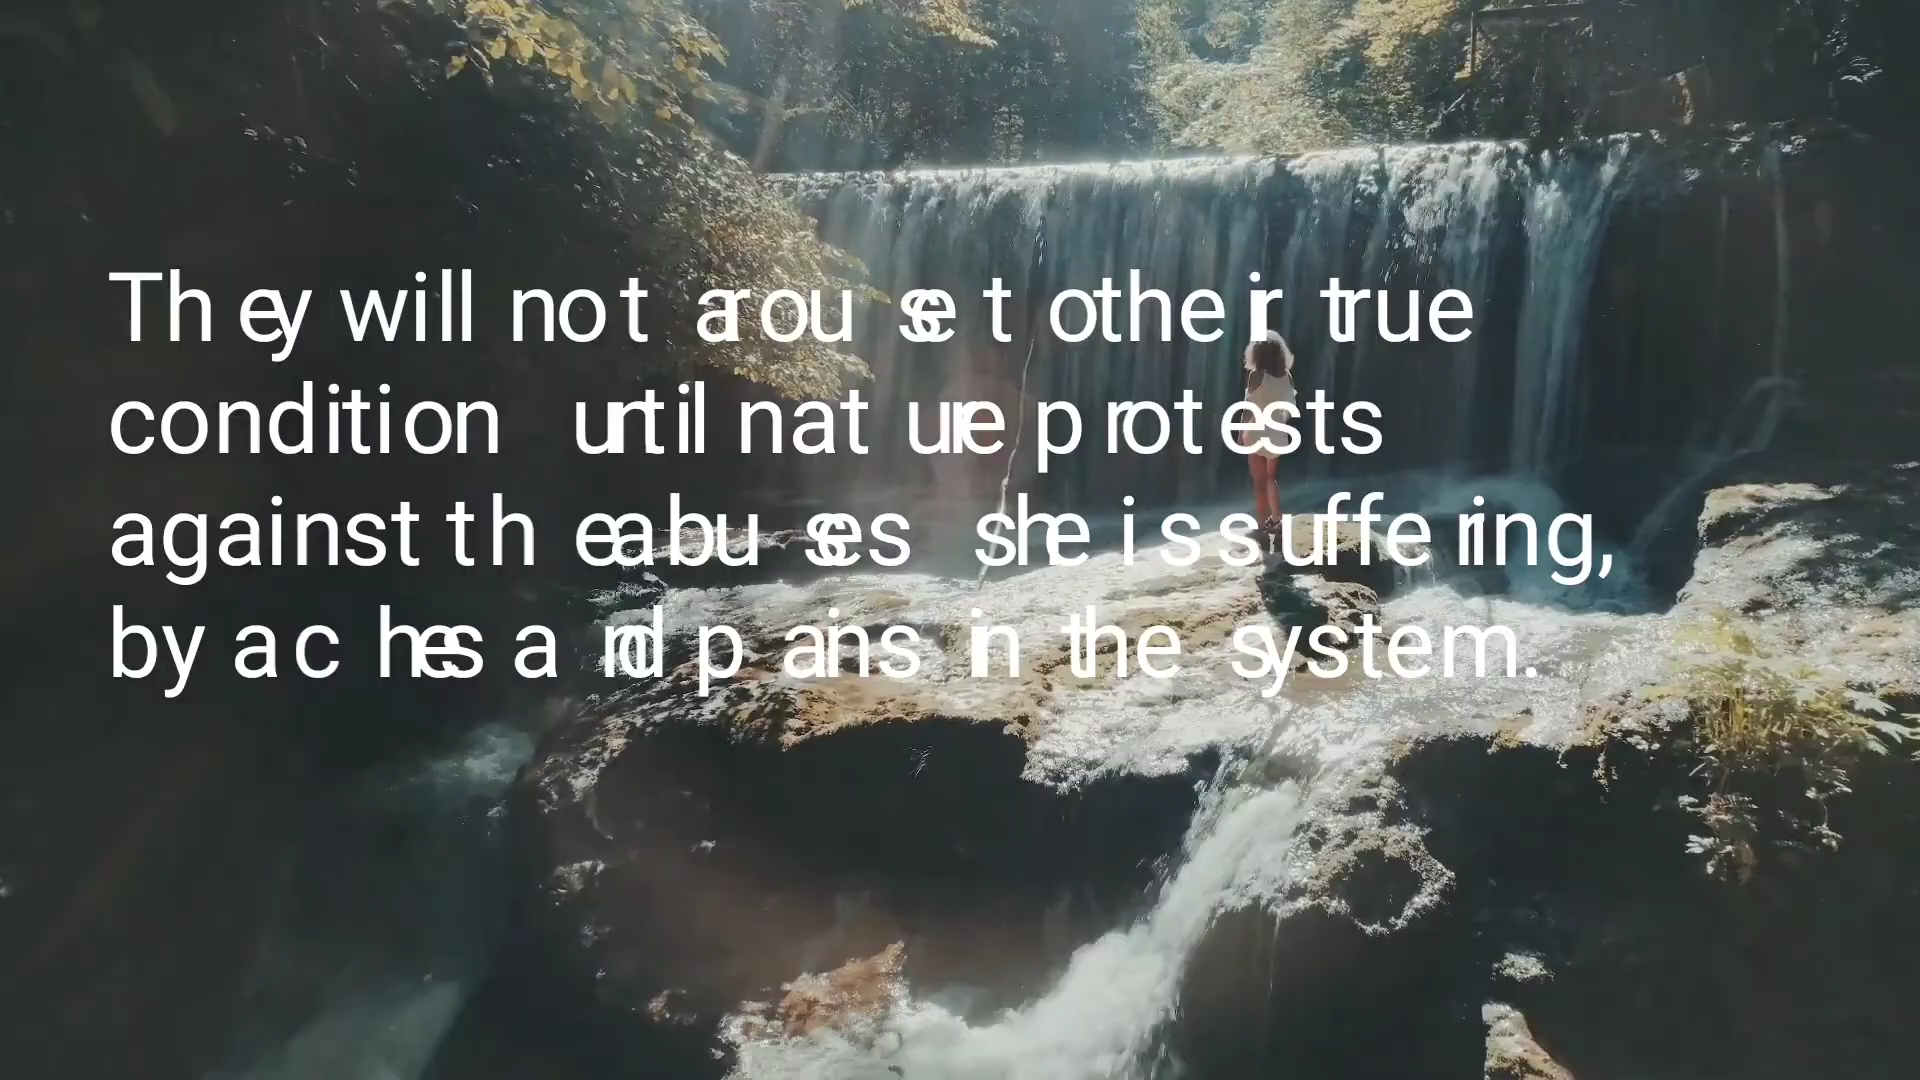 They will not arouse to their true
condition until nature protests
against the abuses she is suffering,
by aches and pains in the system.